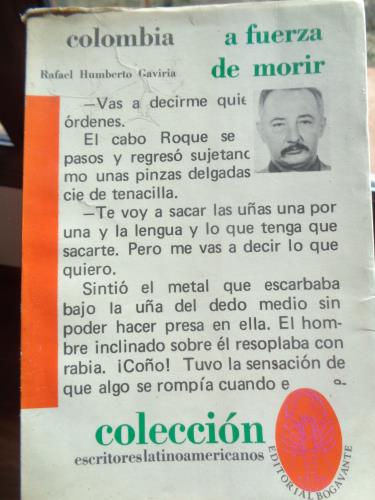 colombia
a fuerza
de morir
Rafael Humberto Gaviria
—Vas a decirme
órdenes.
El cabo Roque se
pasos y regresó
mo unas pinzas delgadas
cie de tenacilla.
—Te voy a sacar las uñas una por
una y la lengua y lo que tenga que
sacarte. Pero me vas a decir lo que
quiero.
Sintió el metal que escarbaba
bajo la uña del dedo medio sin
poder hacer presa en ella. El hom-
bre inclinado sobre él resoplaba con
rabia. ¡Coño! Tuvo la sensación de
que algo se rompía cuando
colección
escritoreslatinoamericanos
EDITORIAL BOGAVANTE